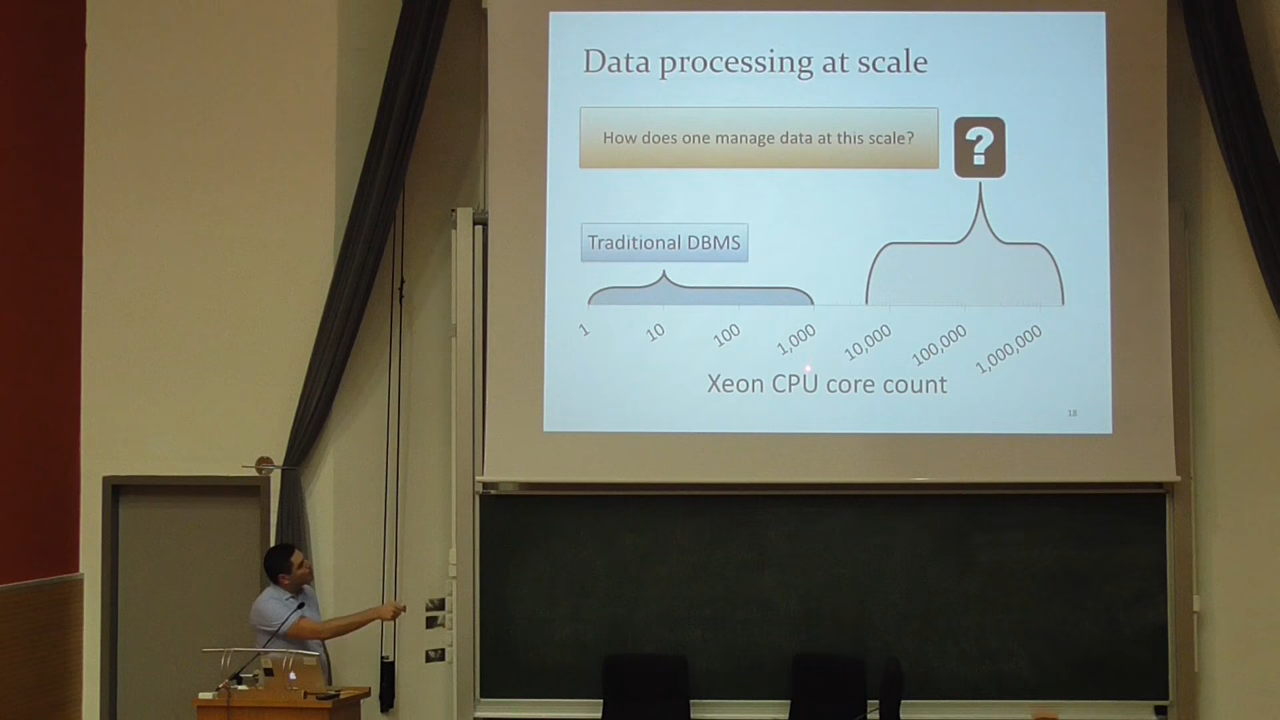 Data processing at scale
How does one manage data at this scale?
?
Traditional DBMS
1
10
100
1,000
10,000
100,000
1,000,000
Xeon CPU core count
18